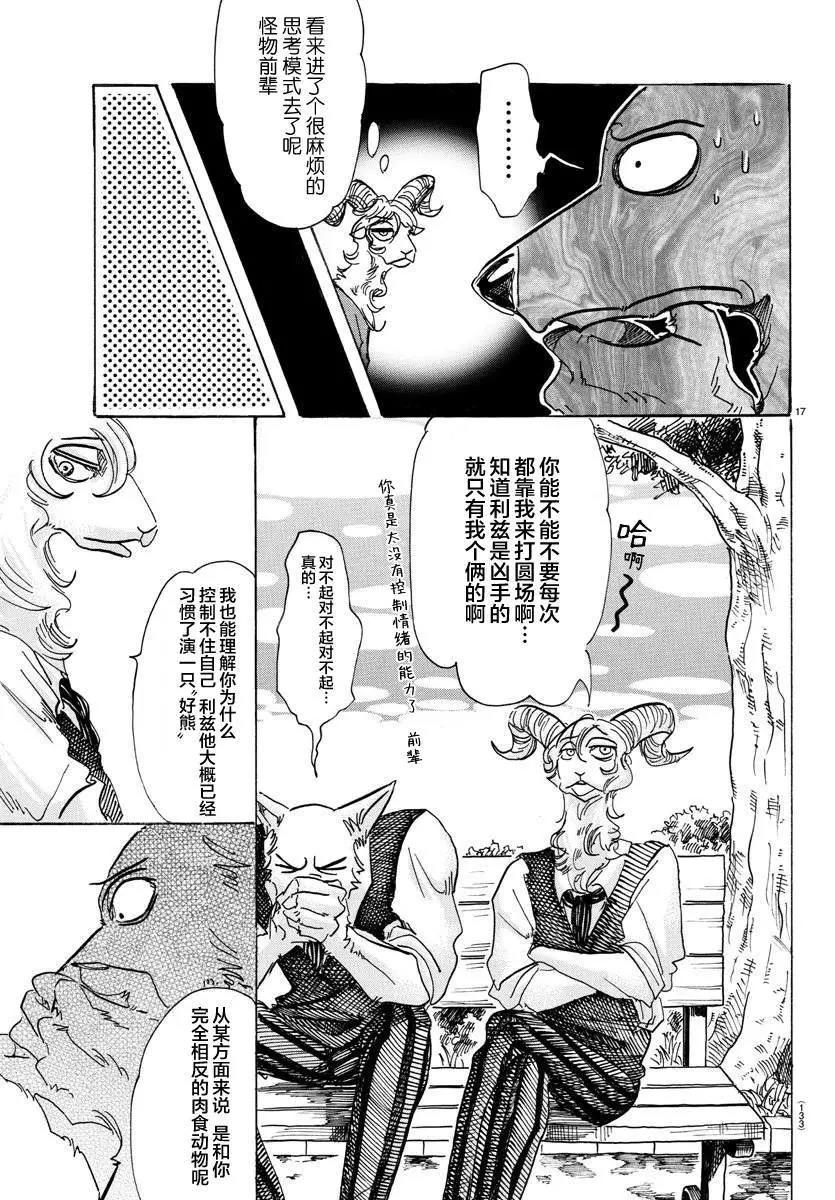 ………
看来进了个很麻烦的
思考模式去了呢
怪物前辈
17
哈
啊
你能不能不要每次
都靠我来打圆场啊…
知道利兹是凶手的
就只有我个俩的啊
你真是太没有控制情绪的能力了 前辈
对不起对不起对不起…
真的…
我也能理解你为什么
控制不住自己 利兹他大概已经
习惯了演一只“好熊”
从某方面来说 是和你
完全相反的肉食动物呢
(133)